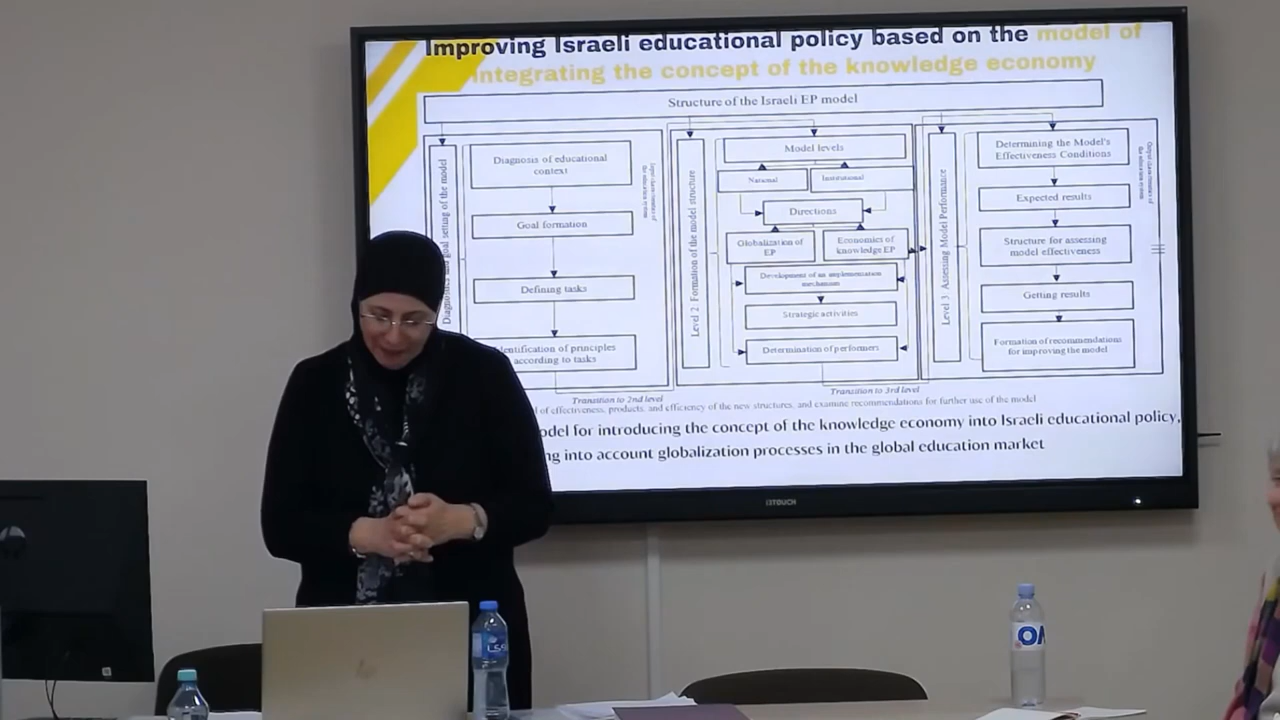 Improving Israeli educational policy based on the model of
integrating the concept of the knowledge economy
Structure of the Israeli EP model
goal setting of the model
Diagnosis of educational
context
Goal formation
Defining tasks
Identification of principles
according to tasks
Transition to 2nd level
Level 2 Formation of the model structure
Model levels
National
Institutional
Directions
Globalization of
EP
Economics of
knowledge EP
Development of an implementation
mechanism
Strategic activities
Determination of performers
Transition to 3rd level
Level 3 Assessing Model Performance
Determining the Model's
Effectiveness Conditions
Expected results
Structure for assessing
model effectiveness
Getting results
Formation of recommendations
for improving the model
of effectiveness, products, and efficiency of the new structures, and examine recommendations for further use of the model
for introducing the concept of the knowledge economy into Israeli educational policy,
into account globalization processes in the global education market
i3TOUCH